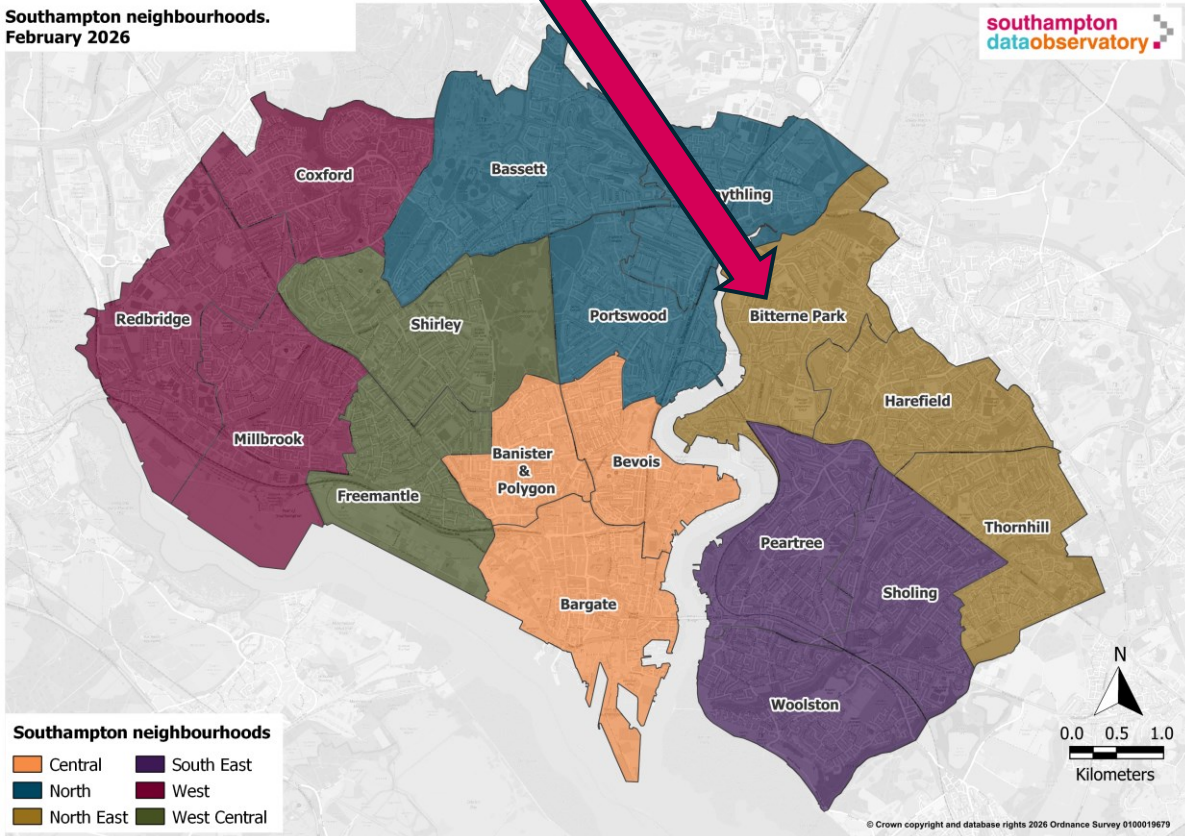 Southampton neighbourhoods.
February 2026
southampton
dataobservatory
Coxford
Bassett
ythling
Redbridge
Shirley
Portswood
Bitterne Park
Harefield
Millbrook
Banister
&
Polygon
Bevois
Freemantle
Thornhill
Peartree
Sholing
Bargate
Woolston
N
0.0 0.5 1.0
Kilometers
Southampton neighbourhoods
Central
North
North East
South East
West
West Central
© Crown copyright and database rights 2026 Ordnance Survey 0100019679